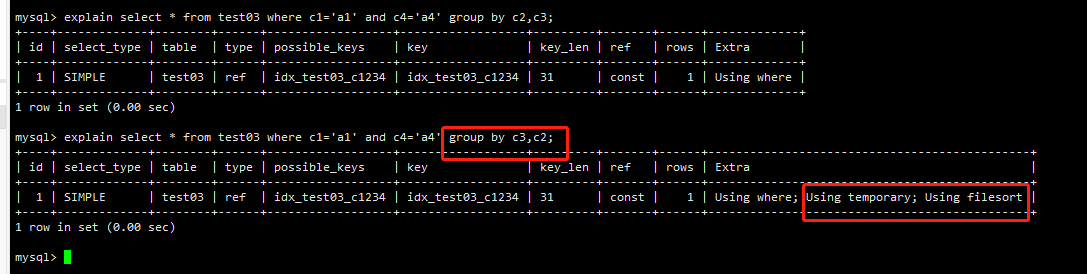 mysql> explain select * from test03 where c1='a1' and c4='a4' group by c2,c3;
+----+-------------+--------+------+-----------------+-----------------+---------+-------+------+-------------+
| id | select_type | table  | type | possible_keys   | key             | key_len | ref   | rows | Extra       |
+----+-------------+--------+------+-----------------+-----------------+---------+-------+------+-------------+
|  1 | SIMPLE      | test03 | ref  | idx_test03_c1234 | idx_test03_c1234 | 31      | const |    1 | Using where |
+----+-------------+--------+------+-----------------+-----------------+---------+-------+------+-------------+
1 row in set (0.00 sec)
mysql> explain select * from test03 where c1='a1' and c4='a4' group by c3,c2;
+----+-------------+--------+------+-----------------+-----------------+---------+-------+------+----------------------------------------------+
| id | select_type | table  | type | possible_keys   | key             | key_len | ref   | rows | Extra                                        |
+----+-------------+--------+------+-----------------+-----------------+---------+-------+------+----------------------------------------------+
|  1 | SIMPLE      | test03 | ref  | idx_test03_c1234 | idx_test03_c1234 | 31      | const |    1 | Using where; Using temporary; Using filesort |
+----+-------------+--------+------+-----------------+-----------------+---------+-------+------+----------------------------------------------+
1 row in set (0.00 sec)
mysql>